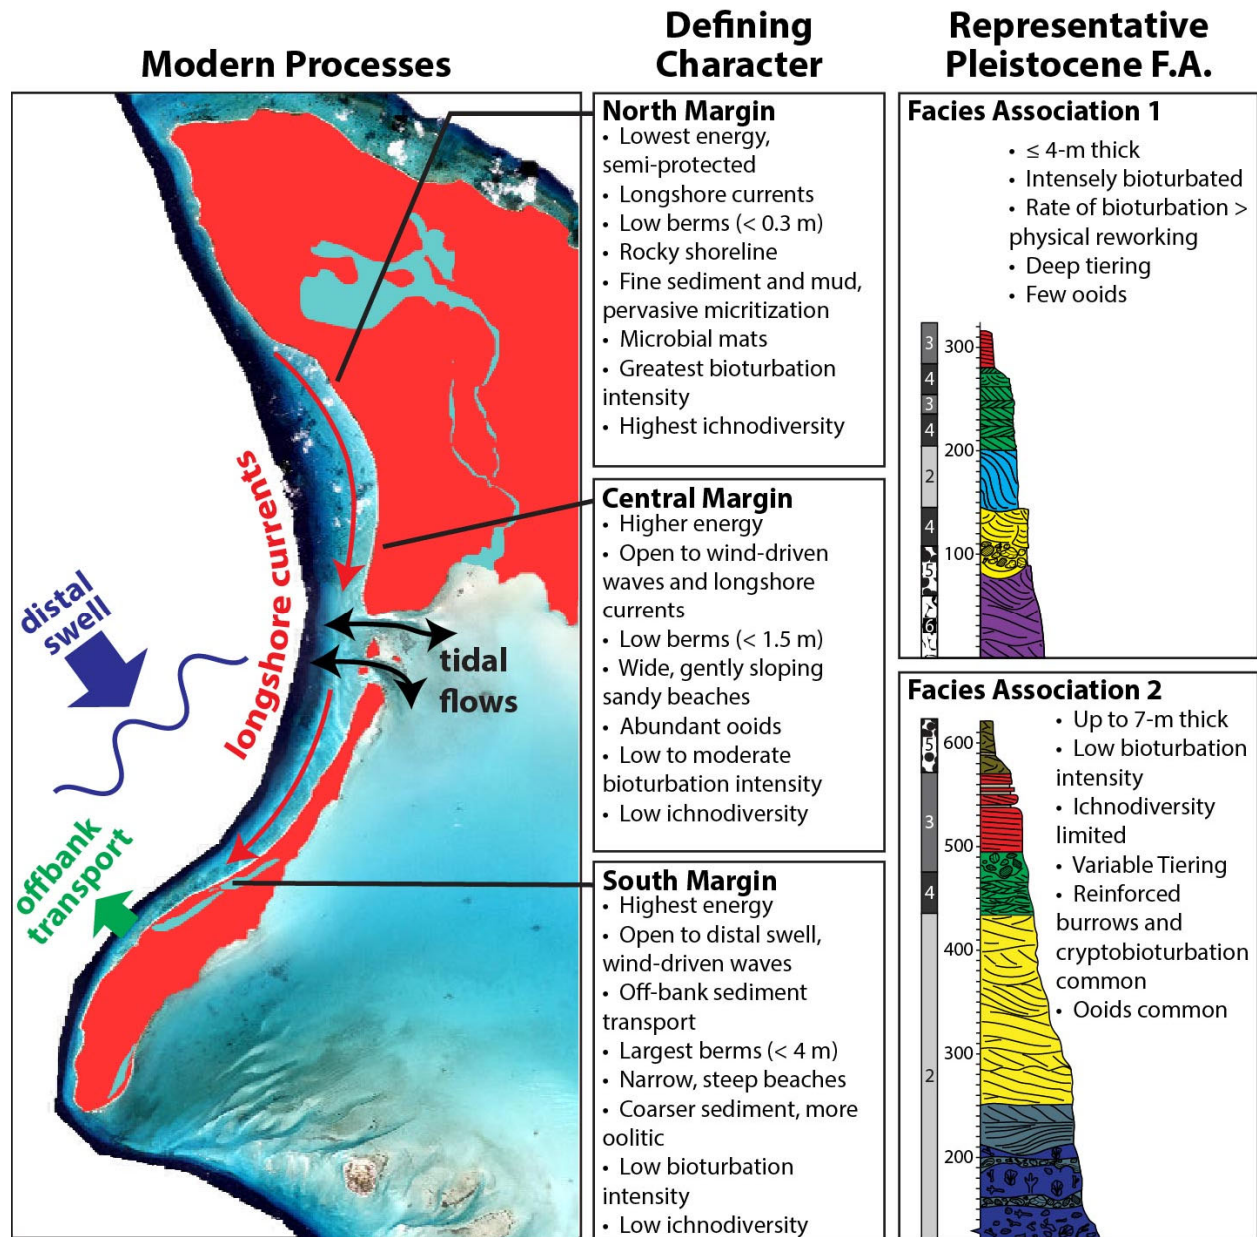 Modern Processes
Defining
Character
Representative
Pleistocene F.A.
longshore currents
distal
swell
tidal
flows
offbank
transport
North Margin
• Lowest energy,
semi-protected
• Longshore currents
• Low berms (< 0.3 m)
• Rocky shoreline
• Fine sediment and mud,
pervasive micritization
• Microbial mats
• Greatest bioturbation
intensity
• Highest ichnodiversity
Central Margin
• Higher energy
• Open to wind-driven
waves and longshore
currents
• Low berms (< 1.5 m)
• Wide, gently sloping
sandy beaches
• Abundant ooids
• Low to moderate
bioturbation intensity
• Low ichnodiversity
South Margin
• Highest energy
• Open to distal swell,
wind-driven waves
• Off-bank sediment
transport
• Largest berms (< 4 m)
• Narrow, steep beaches
• Coarser sediment, more
oolitic
• Low bioturbation
intensity
• Low ichnodiversity
Facies Association 1
• ≤ 4-m thick
• Intensely bioturbated
• Rate of bioturbation >
physical reworking
• Deep tiering
• Few ooids
3
300
4
3
4
200
2
4
100
5
6
Facies Association 2
• Up to 7-m thick
• Low bioturbation
intensity
• Ichnodiversity
limited
• Variable Tiering
• Reinforced
burrows and
cryptobioturbation
common
• Ooids common
5
600
3
500
4
400
300
2
200